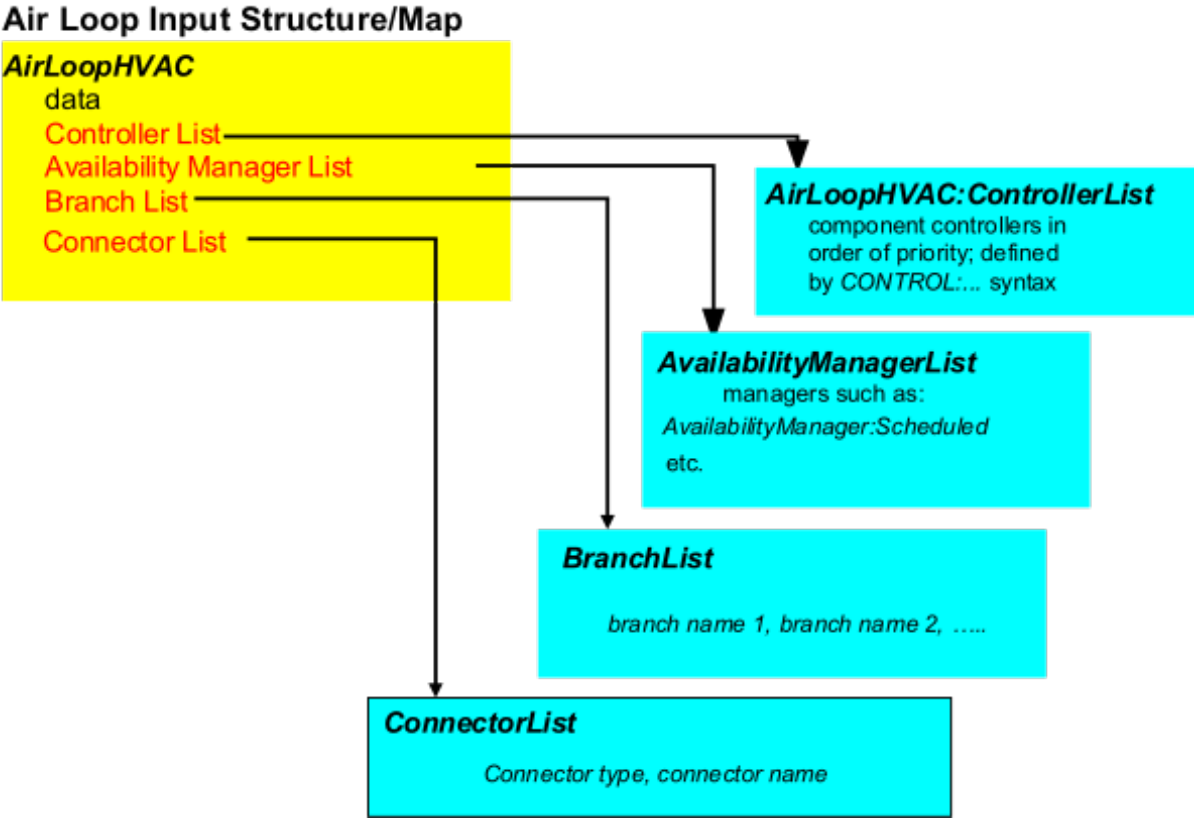 Air Loop Input Structure/Map
AirLoopHVAC
data
Controller List
Availability Manager List
Branch List
Connector List
AirLoopHVAC:ControllerList
component controllers in
order of priority; defined
by CONTROL:... syntax
AvailabilityManagerList
managers such as:
AvailabilityManager:Scheduled
etc.
BranchList
branch name 1, branch name 2, .....
ConnectorList
Connector type, connector name